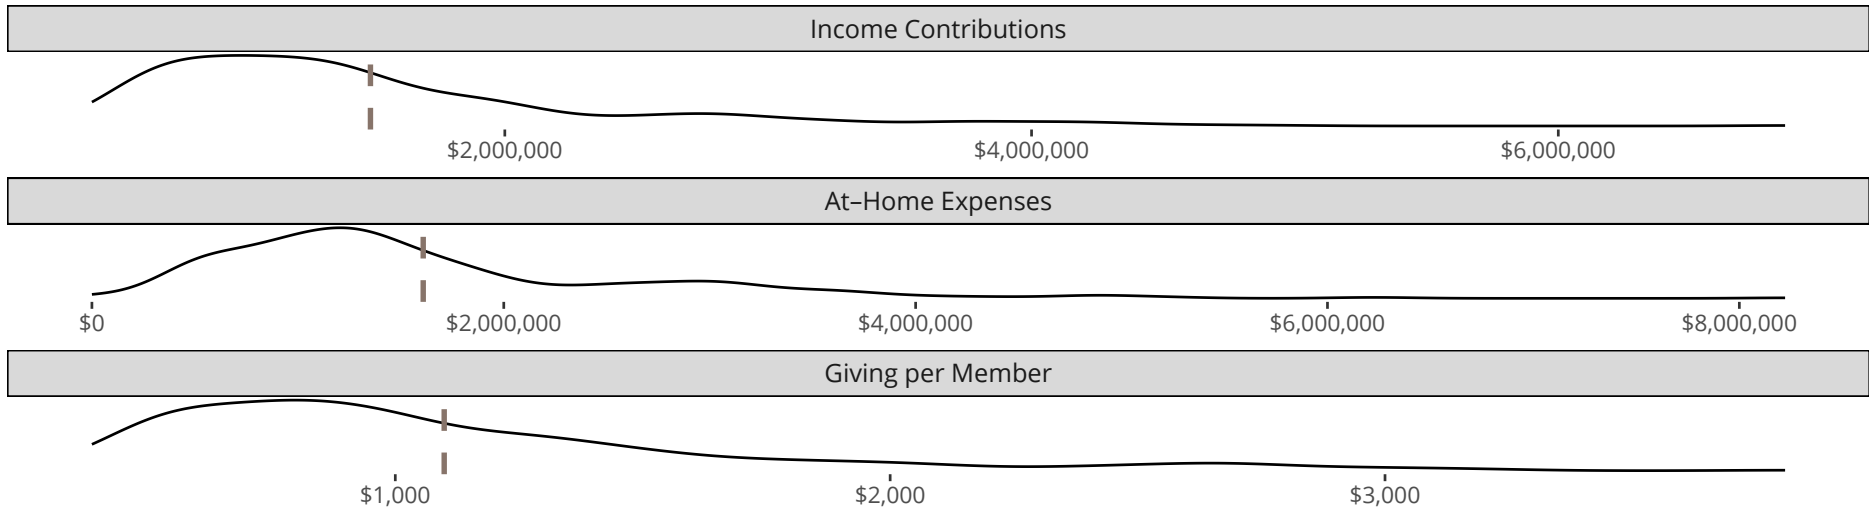 Income Contributions
$2,000,000 $4,000,000 $6,000,000
At–Home Expenses
$0 $2,000,000 $4,000,000 $6,000,000 $8,000,000
Giving per Member
$1,000 $2,000 $3,000